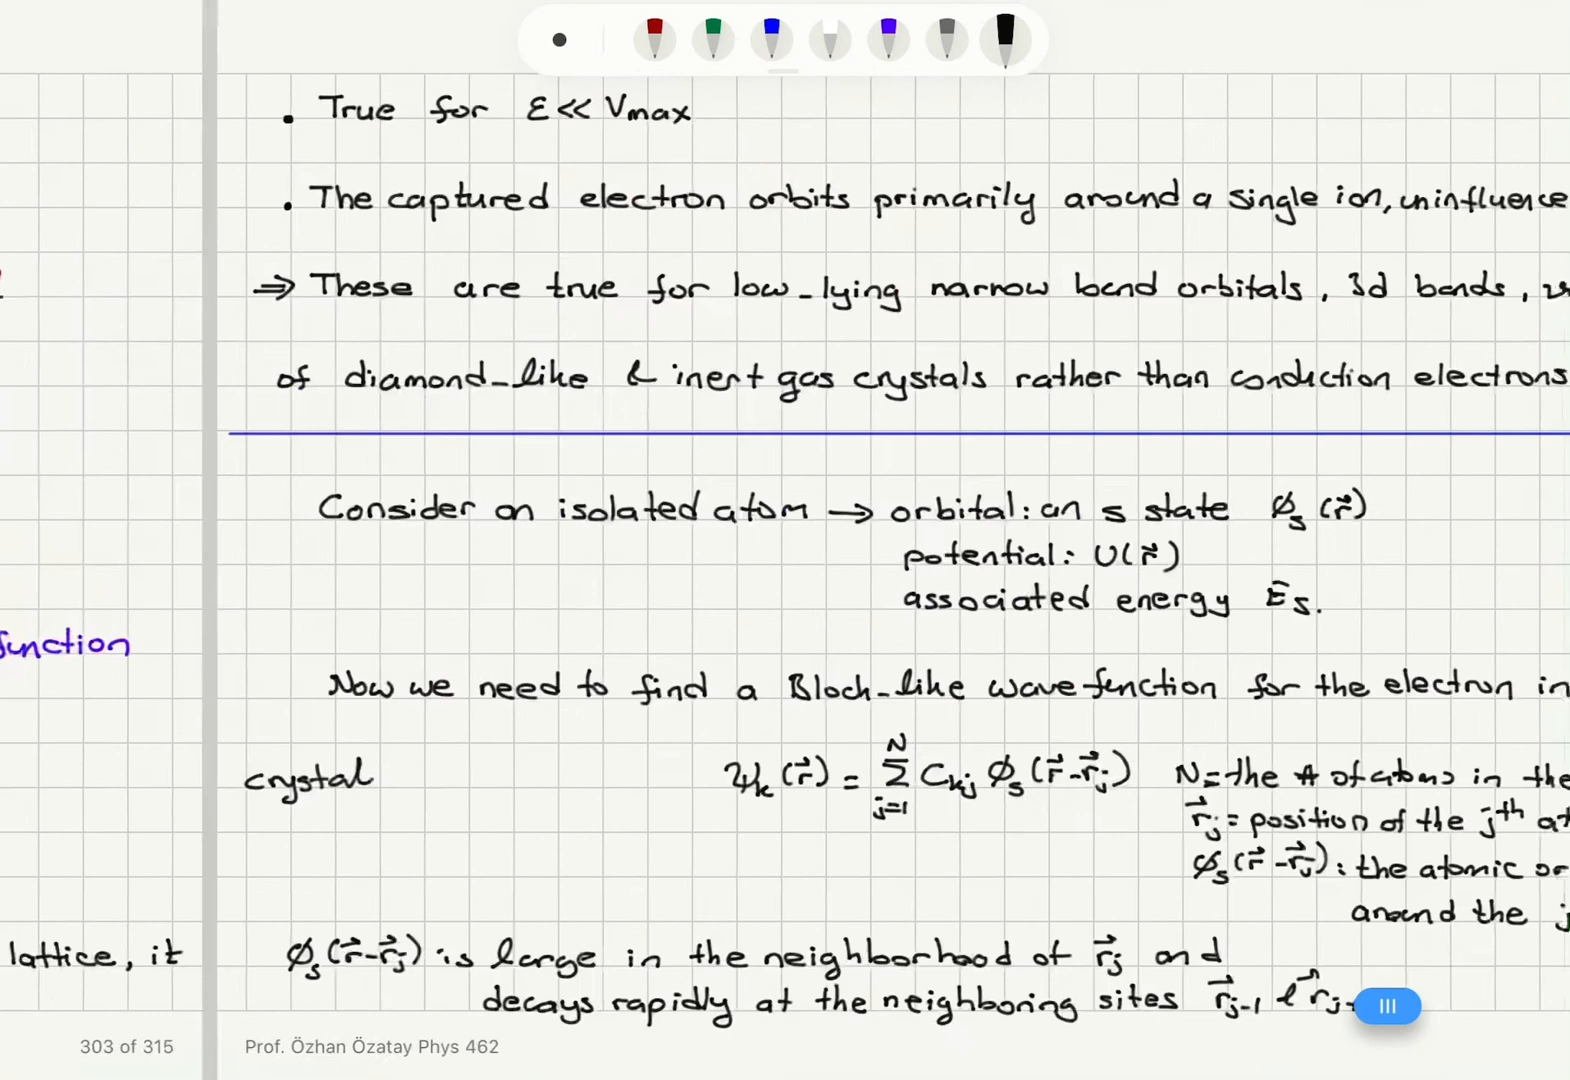 . True for ε << Vmax
. The captured electron orbits primarily around a single ion, uninfluence
⇒ These are true for low-lying narrow band orbitals, 3d bands,
of diamond-like & inert gas crystals rather than conduction electrons
Consider an isolated atom → orbital: an s state ϕₛ(r⃗)
potential: U(r⃗)
associated energy Eₛ.
function
Now we need to find a Bloch-like wavefunction for the electron in
crystal ψₖ(r⃗) = Σ_{j=1}^{N} C_{kj} ϕₛ(r⃗-r⃗ⱼ) N = the # of atoms in the
r⃗ⱼ = position of the jᵗʰ at
ϕₛ(r⃗-r⃗ⱼ): the atomic or
around the j
lattice, it
ϕₛ(r⃗-r⃗ⱼ) is large in the neighborhood of r⃗ⱼ and
decays rapidly at the neighboring sites r⃗_{j-1} & r⃗_{j
303 of 315
Prof. Özhan Özatay Phys 462